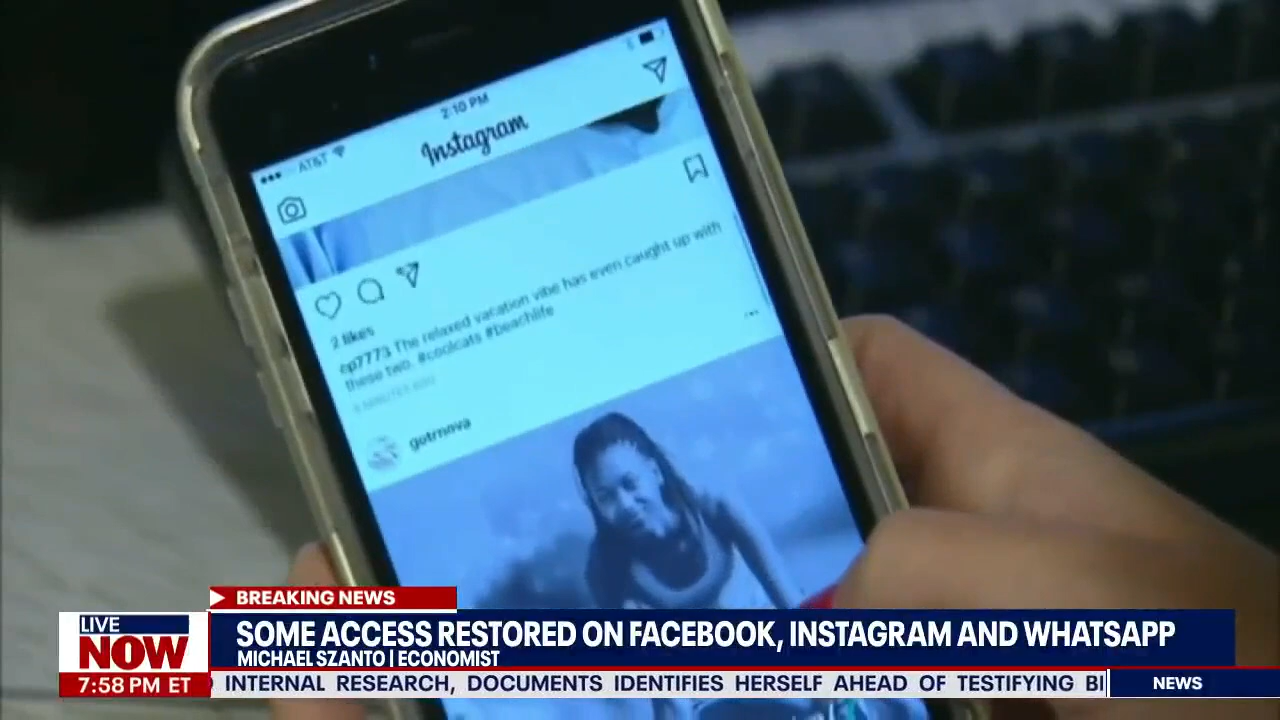 2:10 PM
AT&T
Instagram
2 likes
cp7773 The relaxed vacation vibe has even caught up with
these two. #coolcats #beachlife
gotrnova
BREAKING NEWS
LIVE
NOW
SOME ACCESS RESTORED ON FACEBOOK, INSTAGRAM AND WHATSAPP
MICHAEL SZANTO | ECONOMIST
7:58 PM ET
INTERNAL RESEARCH, DOCUMENTS IDENTIFIES HERSELF AHEAD OF TESTIFYING
NEWS